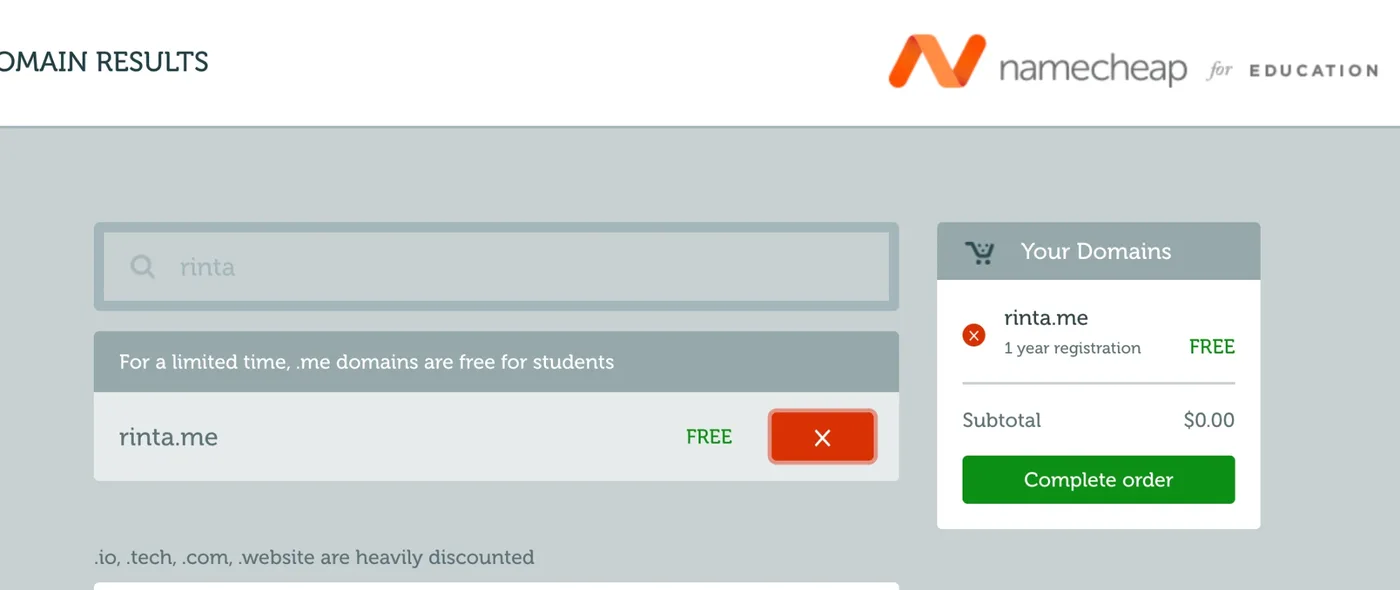 OMAIN RESULTS
namecheap for EDUCATION
rinta
For a limited time, .me domains are free for students
rinta.me FREE
.io, .tech, .com, .website are heavily discounted
Your Domains
rinta.me
1 year registration FREE
Subtotal $0.00
Complete order